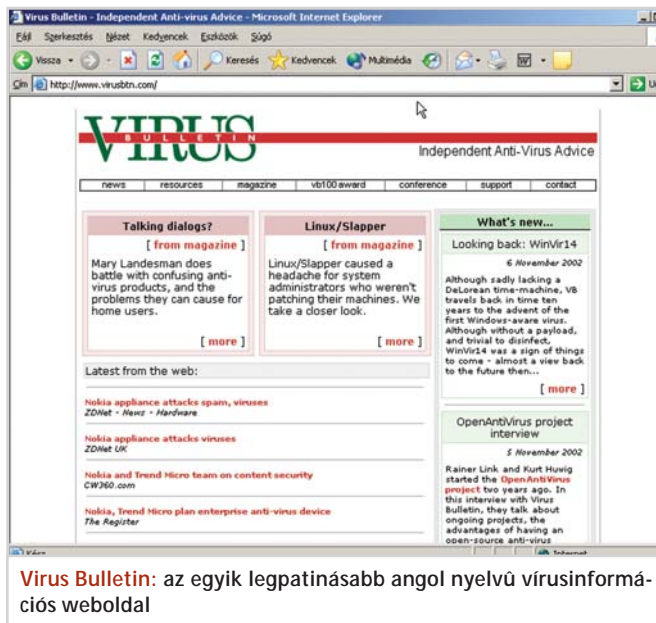 Virus Bulletin - Independent Anti-virus Advice - Microsoft Internet Explorer
Fájl Szerkesztés Nézet Kedvencek Eszközök Súgó
Vissza Keresés Kedvencek Multimédia
Cím http://www.virusbtn.com/
VIRUS
BULLETIN
Independent Anti-Virus Advice
news resources magazine vb100 award conference support contact
Talking dialogs?
[ from magazine ]
Mary Landesman does
battle with confusing anti-
virus products, and the
problems they can cause for
home users.
[ more ]
Linux/Slapper
[ from magazine ]
Linux/Slapper caused a
headache for system
administrators who weren't
patching their machines. We
take a closer look.
[ more ]
Latest from the web:
Nokia appliance attacks spam, viruses
ZDNet - News - Hardware
Nokia appliance attacks viruses
ZDNet UK
Nokia and Trend Micro team on content security
CW360.com
Nokia, Trend Micro plan enterprise anti-virus device
The Register
What's new...
Looking back: WinVir14
6 November 2002
Although sadly lacking a
DeLorean time-machine, VB
travels back in time ten
years to the advent of the
first Windows-aware virus.
Although without a payload,
and trivial to disinfect,
WinVir14 was a sign of things
to come - almost a view back
to the future then...
[ more ]
OpenAntiVirus project
interview
5 November 2002
Rainer Link and Kurt Huwig
started the OpenAntiVirus
project two years ago. In
this interview with Virus
Bulletin, they talk about
ongoing projects, the
advantages of having an
open-source anti-virus
Kész
Internet
Virus Bulletin: az egyik legpatinásabb angol nyelvû vírusinformá-
ciós weboldal